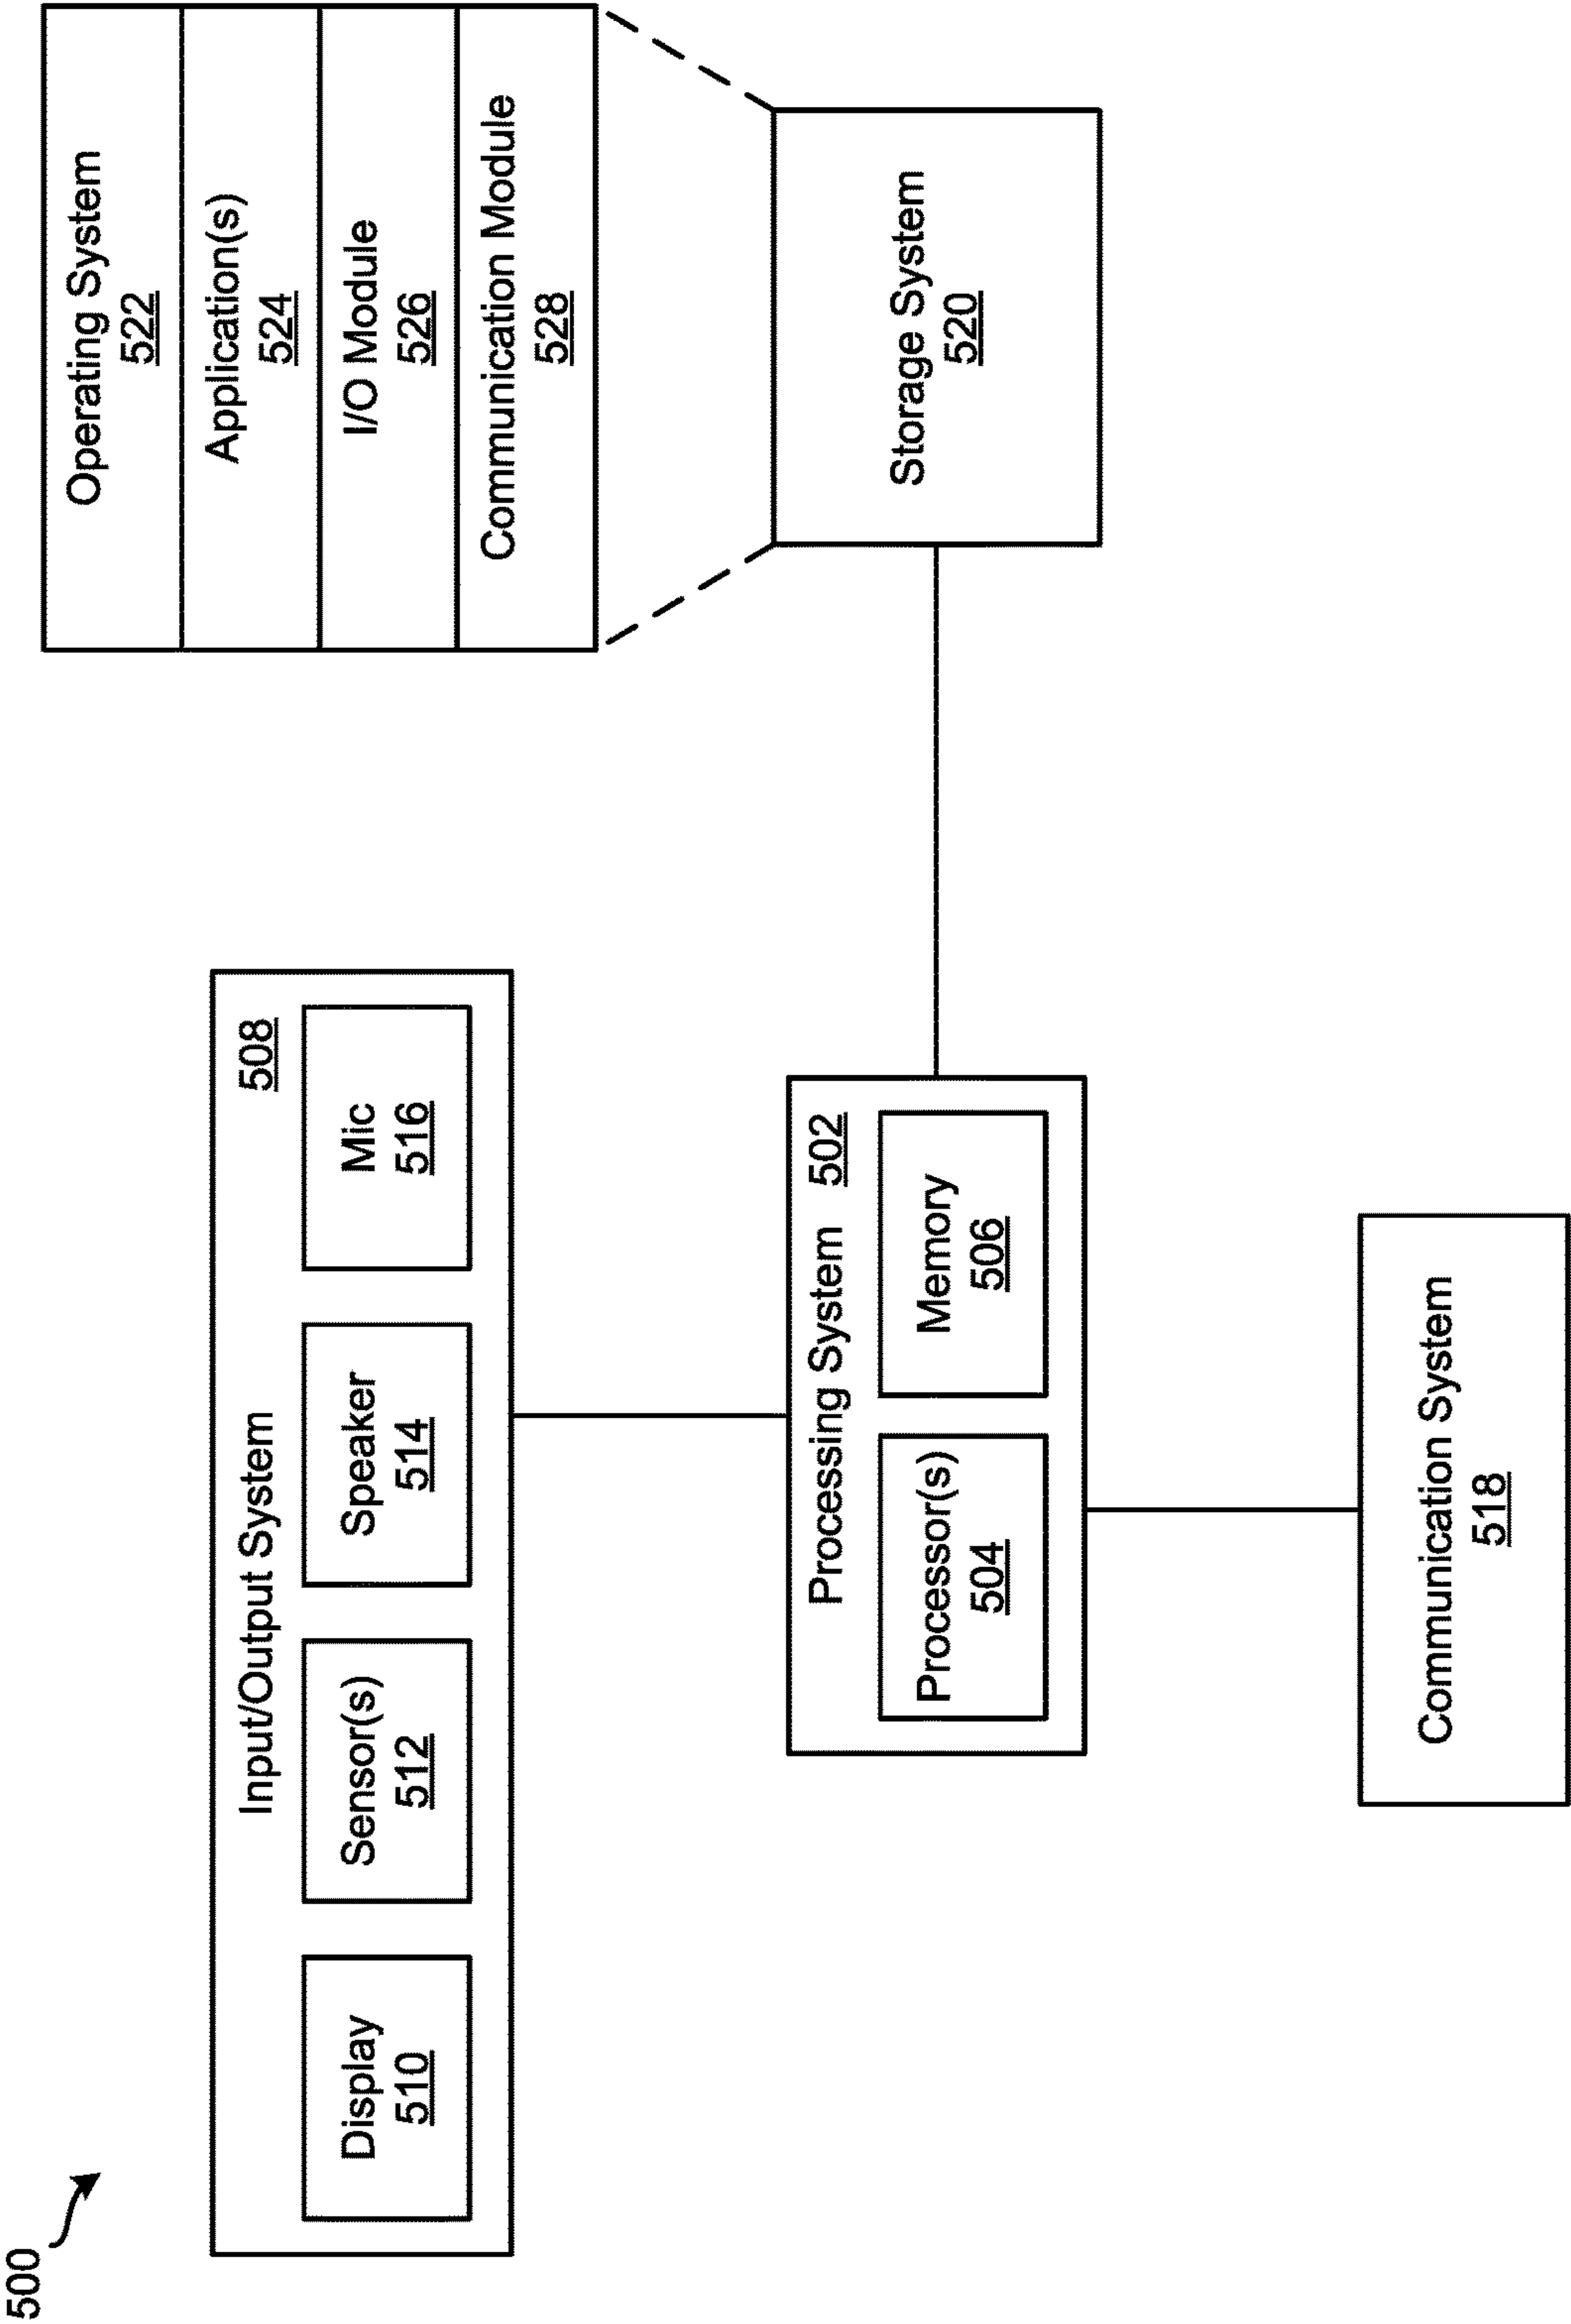 500
Input/Output System
508
Display
510
Sensor(s)
512
Speaker
514
Mic
516
Operating System
522
Application(s)
524
I/O Module
526
Communication Module
528
Processing System 502
Processor(s)
504
Memory
506
Storage System
520
Communication System
518